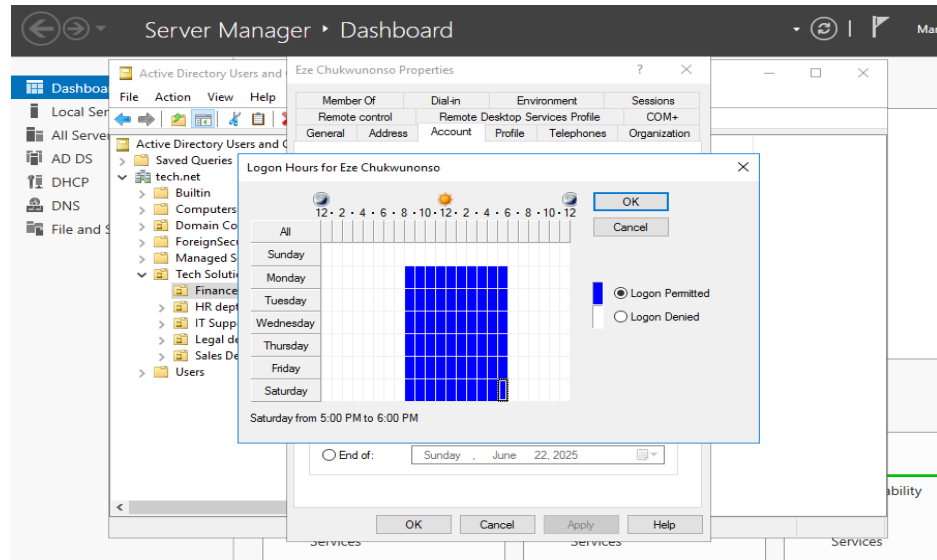 Server Manager ‣ Dashboard
Mar
Dashboa
Local Ser
All Server
AD DS
DHCP
DNS
File and S
Active Directory Users and
File Action View Help
Active Directory Users and C
Saved Queries
tech.net
Builtin
Computers
Domain Co
ForeignSecu
Managed S
Tech Solutio
Finance
HR dept
IT Supp
Legal de
Sales De
Users
Eze Chukwunonso Properties
Member Of Dial-in Environment Sessions
Remote control Remote Desktop Services Profile COM+
General Address Account Profile Telephones Organization
Logon Hours for Eze Chukwunonso
12 · 2 · 4 · 6 · 8 · 10 · 12 · 2 · 4 · 6 · 8 · 10 · 12
All
Sunday
Monday
Tuesday
Wednesday
Thursday
Friday
Saturday
OK
Cancel
Logon Permitted
Logon Denied
Saturday from 5:00 PM to 6:00 PM
End of: Sunday , June 22, 2025
OK Cancel Apply Help
ability
Services Services Services